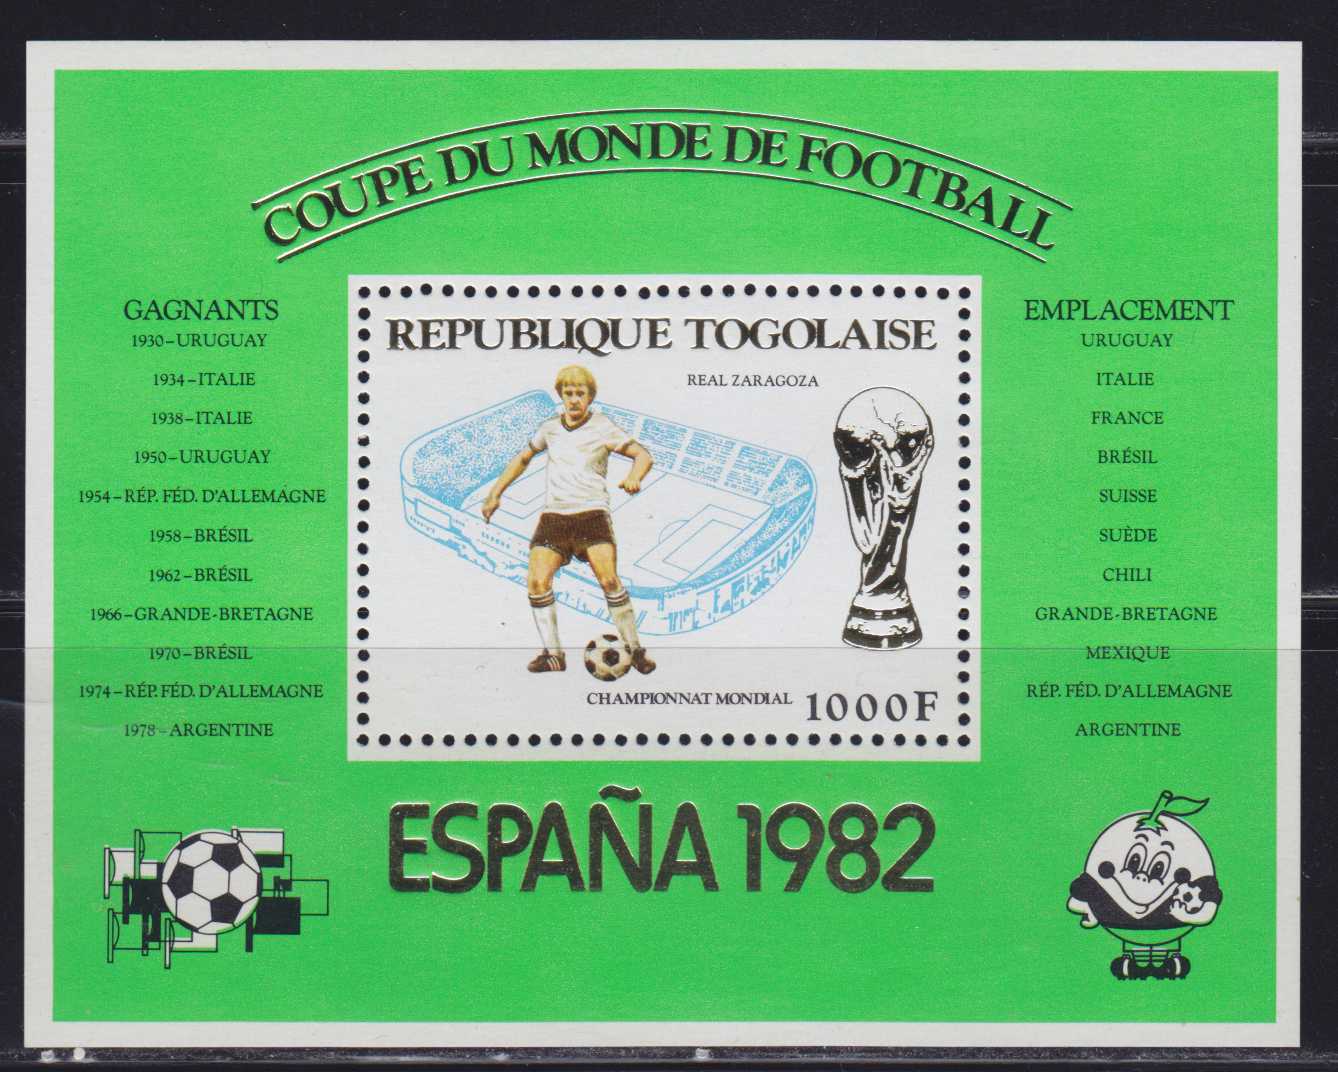 COUPE DU MONDE DE FOOTBALL
GAGNANTS
1930–URUGUAY
1934–ITALIE
1938–ITALIE
1950–URUGUAY
1954–RÉP. FÉD. D'ALLEMAGNE
1958–BRÉSIL
1962–BRÉSIL
1966–GRANDE-BRETAGNE
1970–BRÉSIL
1974–RÉP. FÉD. D'ALLEMAGNE
1978–ARGENTINE
REPUBLIQUE TOGOLAISE
REAL ZARAGOZA
CHAMPIONNAT MONDIAL 1000F
EMPLACEMENT
URUGUAY
ITALIE
FRANCE
BRÉSIL
SUISSE
SUÈDE
CHILI
GRANDE-BRETAGNE
MEXIQUE
RÉP. FÉD. D'ALLEMAGNE
ARGENTINE
ESPAÑA 1982